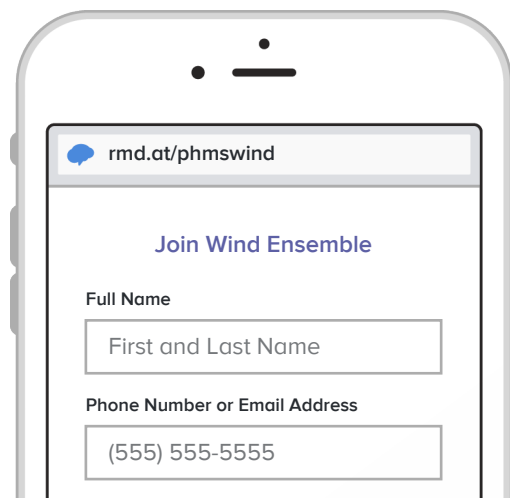 rmd.at/phmswind
Join Wind Ensemble
Full Name
First and Last Name
Phone Number or Email Address
(555) 555-5555